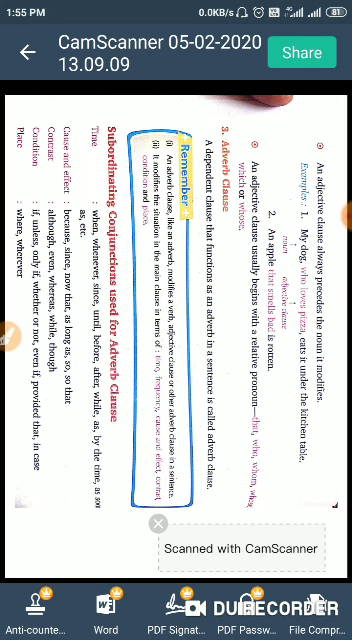 1:55 PM
0.0KB/s
4G
81
CamScanner 05-02-2020
13.09.09
Share
⊙ An adjective clause always precedes the noun it modifies.
Examples : 1. My dog, who loves pizza, eats it under the kitchen table.
noun adjective clause
2. An apple that smells bad is rotten.
⊙ An adjective clause usually begins with a relative pronoun—that, who, whom,
which or whose.
3. Adverb Clause
A dependent clause that functions as an adverb in a sentence is called adverb clause.
Remember
(i) An adverb clause, like an adverb, modifies a verb, adjective clause or other adverb clause in a sentence.
(ii) It modifies the situation in the main clause in terms of : time, frequency, cause and effect, contrast,
condition and place.
Subordinating Conjunctions used for Adverb Clause
Time : when, whenever, since, until, before, after, while, as, by the time, as soon
as, etc.
Cause and effect : because, since, now that, as long as, so, so that
Contrast : although, even, whereas, while, though
Condition : if, unless, only if, whether or not, even if, provided that, in case
Place : where, wherever
Scanned with CamScanner
DU RECORDER
Anti-counte...
Word
PDF Signat...
PDF Passw...
File Compr...